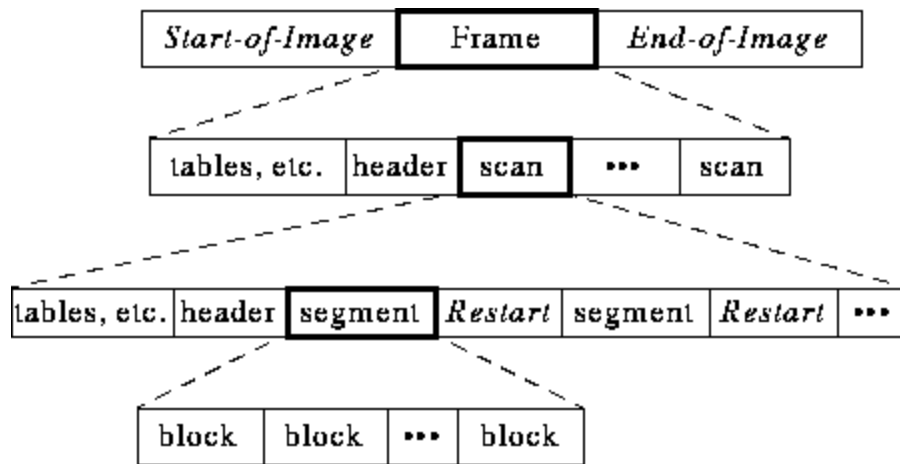 Start-of-Image Frame End-of-Image
tables, etc. header scan ••• scan
tables, etc. header segment Restart segment Restart •••
block block ••• block